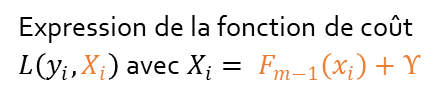 Expression de la fonction de coût
L(yᵢ, Xᵢ) avec Xᵢ = Fₘ₋₁(xᵢ) + ϒ